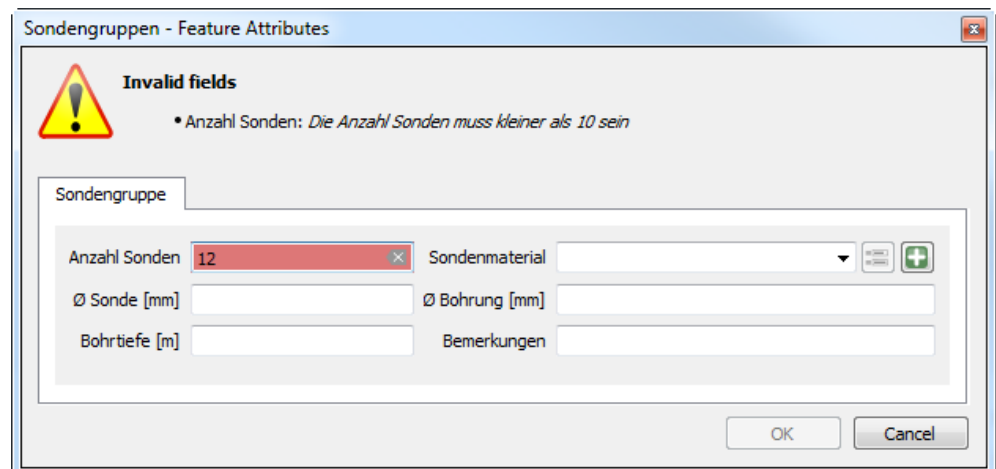 Sondengruppen - Feature Attributes
Invalid fields
• Anzahl Sonden: Die Anzahl Sonden muss kleiner als 10 sein
Sondengruppe
Anzahl Sonden 12 Sondenmaterial
Ø Sonde [mm] Ø Bohrung [mm]
Bohrtiefe [m] Bemerkungen
OK Cancel